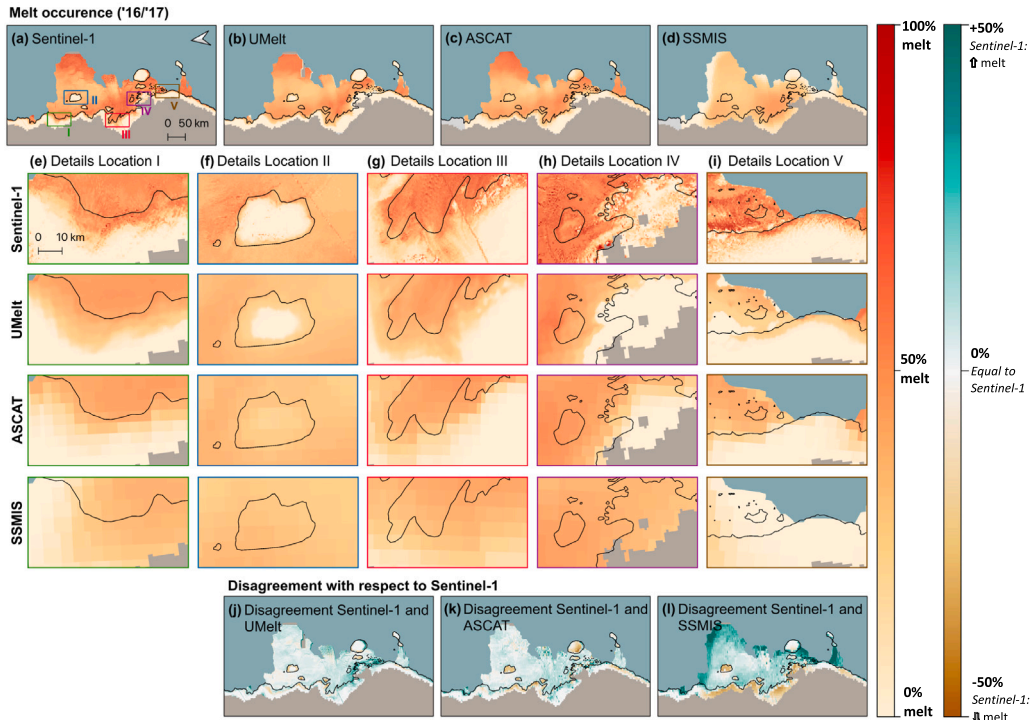 Melt occurence ('16/'17)
(a) Sentinel-1
(b) UMelt
(c) ASCAT
(d) SSMIS
I
II
III
IV
V
0 50 km
(e) Details Location I
(f) Details Location II
(g) Details Location III
(h) Details Location IV
(i) Details Location V
Sentinel-1
0 10 km
UMelt
ASCAT
SSMIS
Disagreement with respect to Sentinel-1
(j) Disagreement Sentinel-1 and
UMelt
(k) Disagreement Sentinel-1 and
ASCAT
(l) Disagreement Sentinel-1 and
SSMIS
100%
melt
50%
melt
0%
melt
+50%
Sentinel-1:
⇧ melt
0%
Equal to
Sentinel-1
-50%
Sentinel-1:
⇩ melt